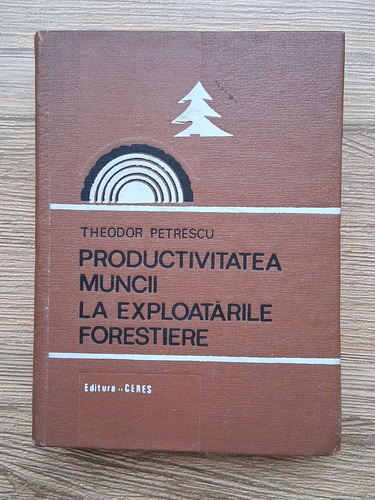 THEODOR PETRESCU
PRODUCTIVITATEA
MUNCII
LA EXPLOATĂRILE
FORESTIERE
Editura „CERES